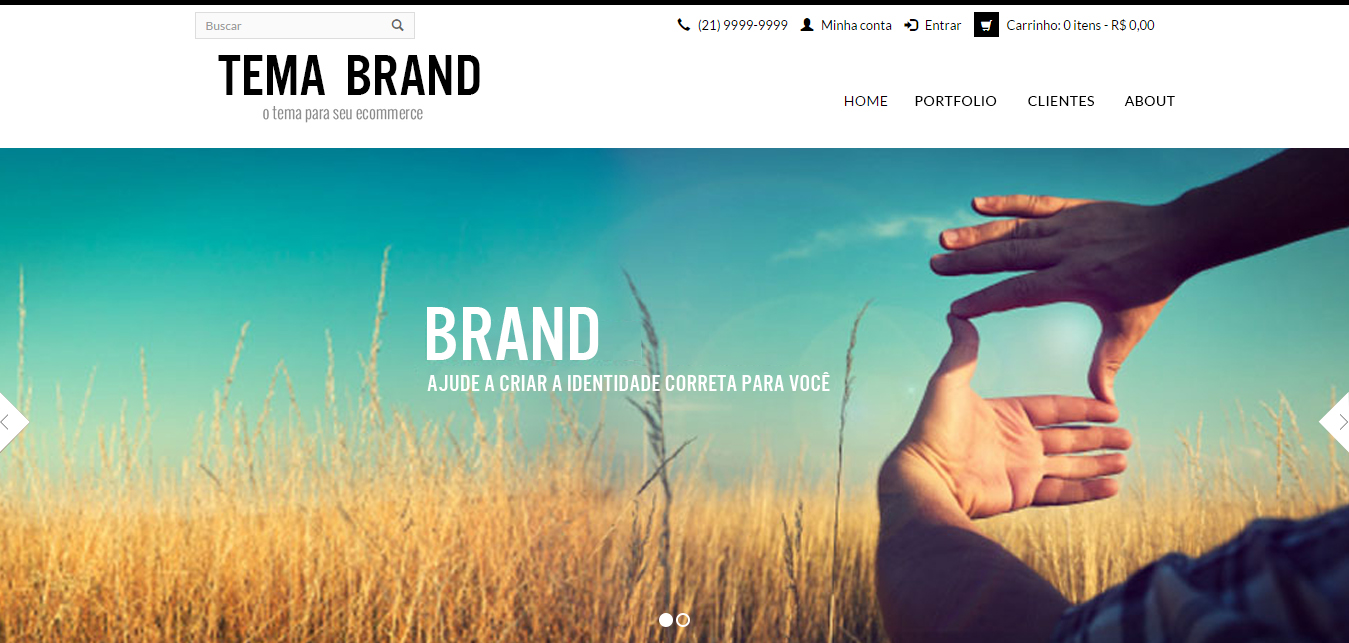 Buscar
(21) 9999-9999 Minha conta Entrar Carrinho: 0 itens - R$ 0,00
TEMA BRAND
o tema para seu ecommerce
HOME PORTFOLIO CLIENTES ABOUT
BRAND
AJUDE A CRIAR A IDENTIDADE CORRETA PARA VOCÊ